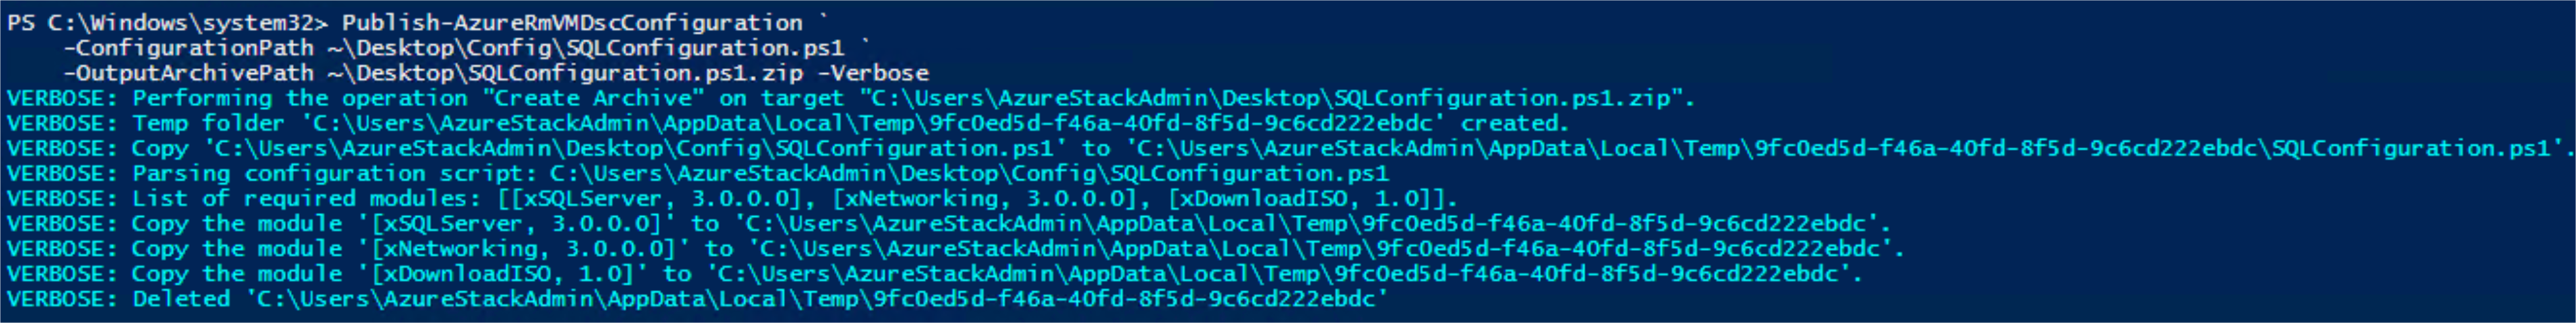 PS C:\Windows\system32> Publish-AzureRmVMDscConfiguration `
    -ConfigurationPath ~\Desktop\Config\SQLConfiguration.ps1 `
    -OutputArchivePath ~\Desktop\SQLConfiguration.ps1.zip -Verbose
VERBOSE: Performing the operation "Create Archive" on target "C:\Users\AzureStackAdmin\Desktop\SQLConfiguration.ps1.zip".
VERBOSE: Temp folder 'C:\Users\AzureStackAdmin\AppData\Local\Temp\9fc0ed5d-f46a-40fd-8f5d-9c6cd222ebdc' created.
VERBOSE: Copy 'C:\Users\AzureStackAdmin\Desktop\Config\SQLConfiguration.ps1' to 'C:\Users\AzureStackAdmin\AppData\Local\Temp\9fc0ed5d-f46a-40fd-8f5d-9c6cd222ebdc\SQLConfiguration.ps1'.
VERBOSE: Parsing configuration script: C:\Users\AzureStackAdmin\Desktop\Config\SQLConfiguration.ps1
VERBOSE: List of required modules: [[xSQLServer, 3.0.0.0], [xNetworking, 3.0.0.0], [xDownloadISO, 1.0]].
VERBOSE: Copy the module '[xSQLServer, 3.0.0.0]' to 'C:\Users\AzureStackAdmin\AppData\Local\Temp\9fc0ed5d-f46a-40fd-8f5d-9c6cd222ebdc'.
VERBOSE: Copy the module '[xNetworking, 3.0.0.0]' to 'C:\Users\AzureStackAdmin\AppData\Local\Temp\9fc0ed5d-f46a-40fd-8f5d-9c6cd222ebdc'.
VERBOSE: Copy the module '[xDownloadISO, 1.0]' to 'C:\Users\AzureStackAdmin\AppData\Local\Temp\9fc0ed5d-f46a-40fd-8f5d-9c6cd222ebdc'.
VERBOSE: Deleted 'C:\Users\AzureStackAdmin\AppData\Local\Temp\9fc0ed5d-f46a-40fd-8f5d-9c6cd222ebdc'